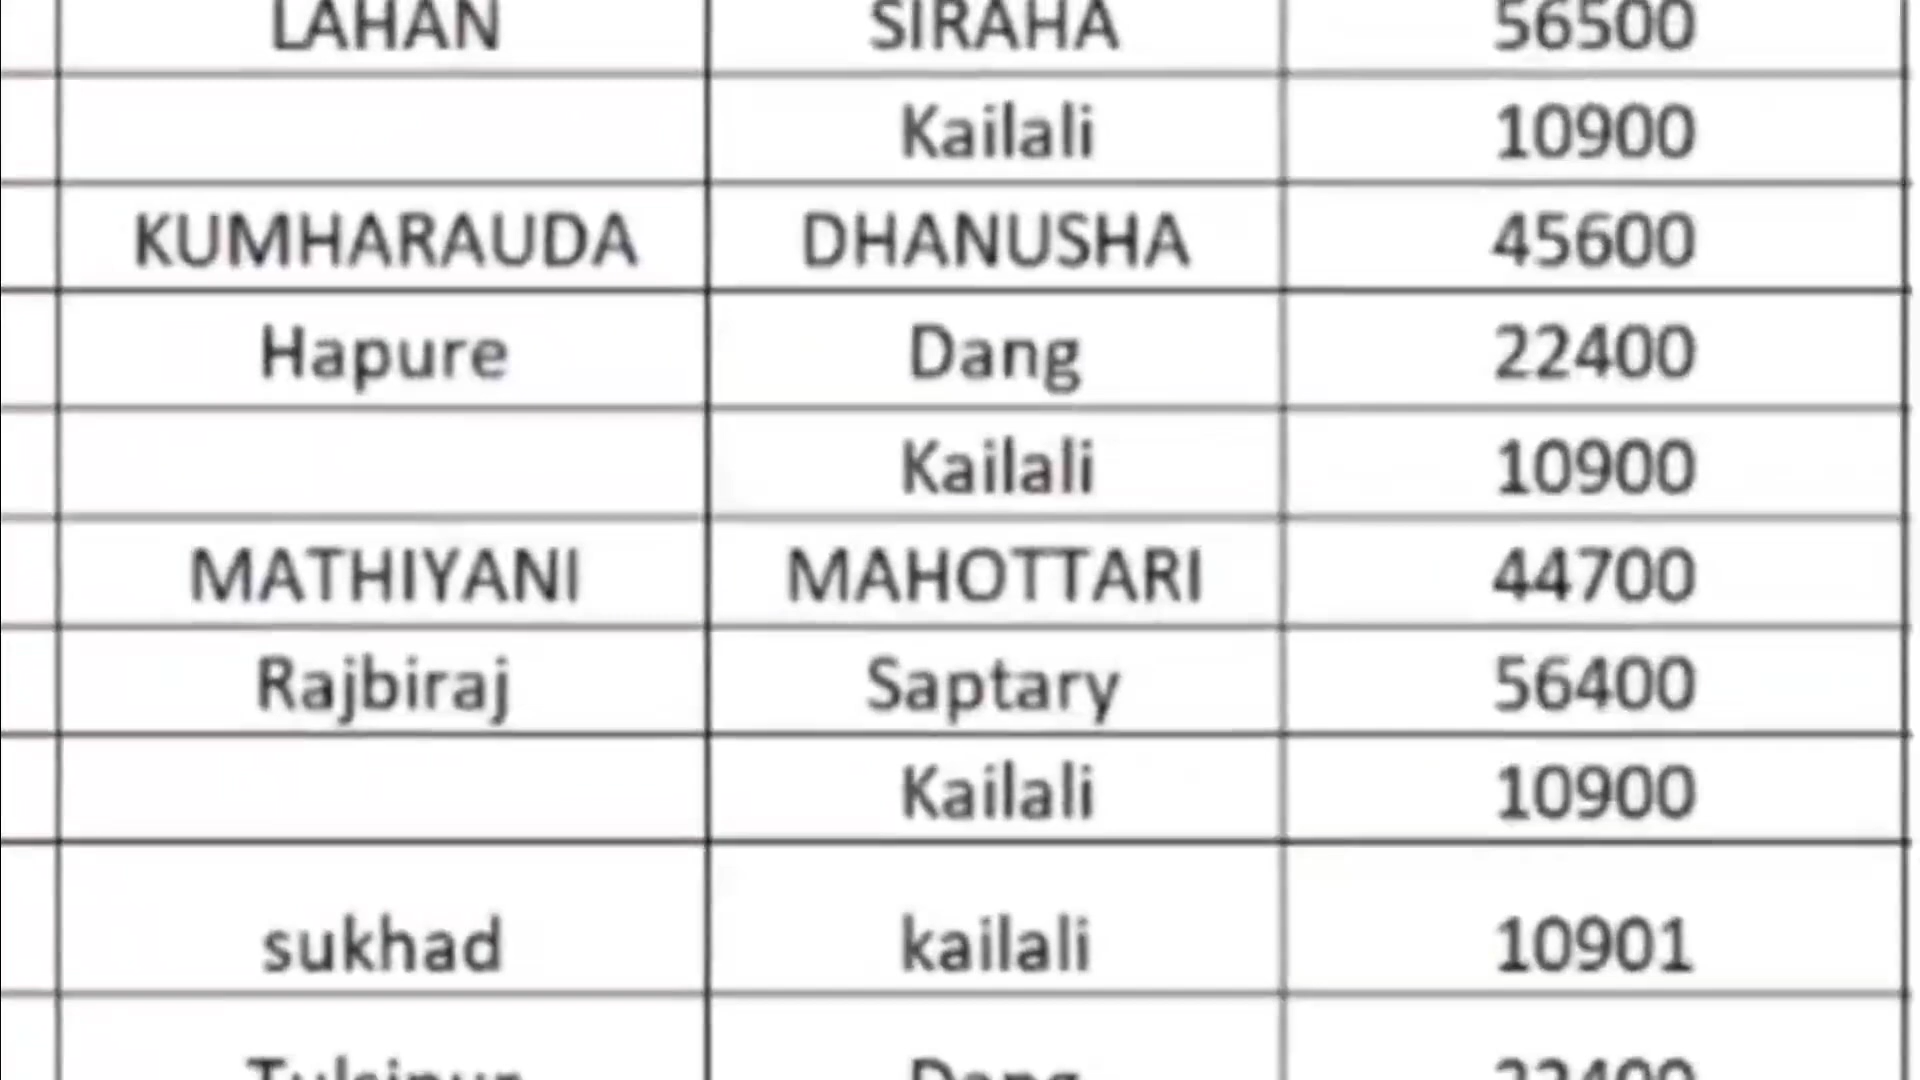 LAHAN SIRAHA 56500
Kailali 10900
KUMHARAUDA DHANUSHA 45600
Hapure Dang 22400
Kailali 10900
MATHIYANI MAHOTTARI 44700
Rajbiraj Saptary 56400
Kailali 10900
sukhad kailali 10901
Tulsipur Dang 22400